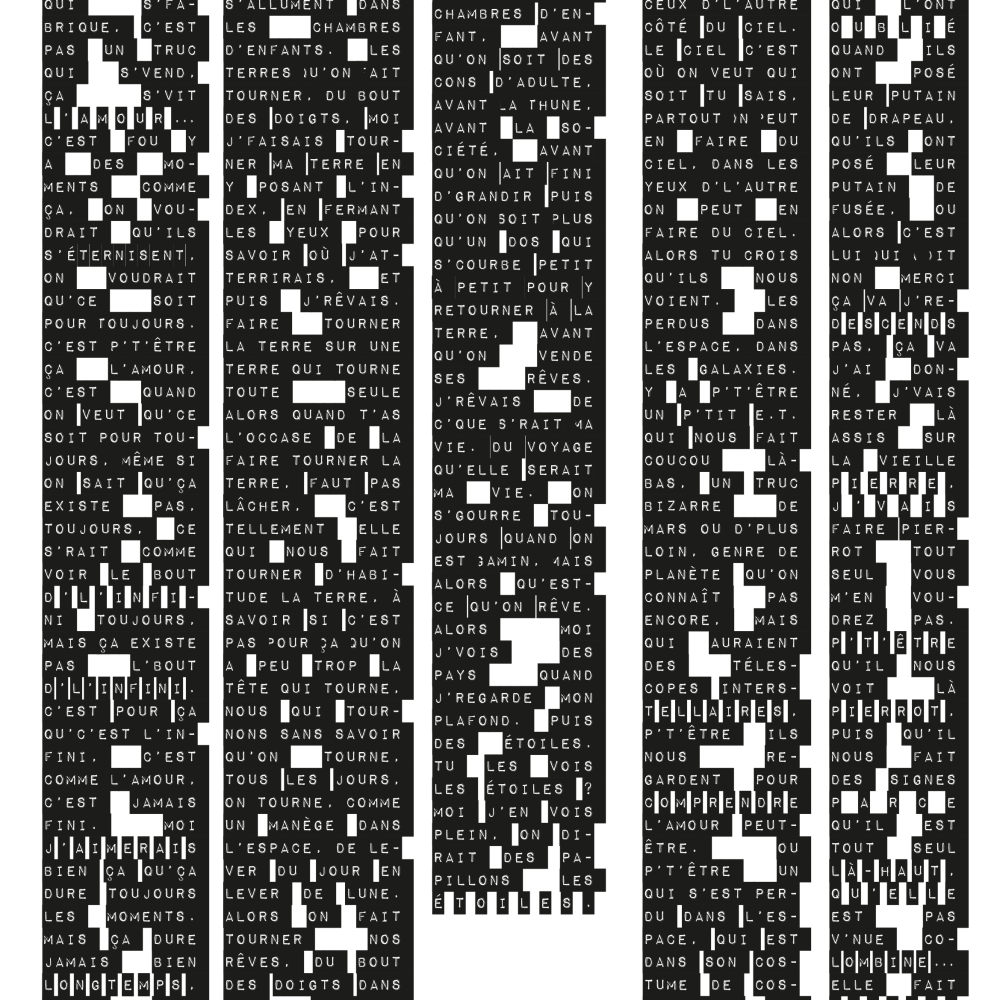 QUI S'FA-
BRIQUE, C'EST
PAS UN TRUC
QUI S'VEND,
ÇA S'VIT
L'AMOUR...
C'EST FOU Y
A DES MO-
MENTS COMME
ÇA, ON VOU-
DRAIT QU'ILS
S'ÉTERNISENT,
ON VOUDRAIT
QU'CE SOIT
POUR TOUJOURS.
C'EST P'T'ÊTRE
ÇA L'AMOUR,
C'EST QUAND
ON VEUT QU'CE
SOIT POUR TOU-
JOURS, MÊME SI
ON SAIT QU'ÇA
EXISTE PAS,
TOUJOURS, CE
S'RAIT COMME
VOIR LE BOUT
D'L'INFI-
NI TOUJOURS,
MAIS ÇA EXISTE
PAS L'BOUT
D'L'INFINI.
C'EST POUR ÇA
QU'C'EST L'IN-
FINI, C'EST
COMME L'AMOUR,
C'EST JAMAIS
FINI. MOI
J'AIMERAIS
BIEN ÇA QU'ÇA
DURE TOUJOURS
LES MOMENTS.
MAIS ÇA DURE
JAMAIS BIEN
LONGTEMPS,
S'ALLUMENT DANS
LES CHAMBRES
D'ENFANTS. LES
TERRES QU'ON FAIT
TOURNER, DU BOUT
DES DOIGTS, MOI
J'FAISAIS TOUR-
NER MA TERRE EN
Y POSANT L'IN-
DEX, EN FERMANT
LES YEUX POUR
SAVOIR OÙ J'AT-
TERRIRAIS, ET
PUIS J'RÊVAIS.
FAIRE TOURNER
LA TERRE SUR UNE
TERRE QUI TOURNE
TOUTE SEULE
ALORS QUAND T'AS
L'OCCASE DE LA
FAIRE TOURNER LA
TERRE, FAUT PAS
LÂCHER, C'EST
TELLEMENT ELLE
QUI NOUS FAIT
TOURNER D'HABI-
TUDE LA TERRE, À
SAVOIR SI C'EST
PAS POUR ÇA QU'ON
A PEU TROP LA
TÊTE QUI TOURNE,
NOUS QUI TOUR-
NONS SANS SAVOIR
QU'ON TOURNE,
TOUS LES JOURS,
ON TOURNE, COMME
UN MANÈGE DANS
L'ESPACE, DE LE-
VER DU JOUR EN
LEVER DE LUNE,
ALORS ON FAIT
TOURNER NOS
RÊVES, DU BOUT
DES DOIGTS DANS
CHAMBRES D'EN-
FANT, AVANT
QU'ON SOIT DES
CONS D'ADULTE,
AVANT LA THUNE,
AVANT LA SO-
CIÉTÉ, AVANT
QU'ON AIT FINI
D'GRANDIR PUIS
QU'ON SOIT PLUS
QU'UN DOS QUI
S'COURBE PETIT
À PETIT POUR Y
RETOURNER À LA
TERRE, AVANT
QU'ON VENDE
SES RÊVES.
J'RÊVAIS DE
C'QUE S'RAIT MA
VIE, DU VOYAGE
QU'ELLE SERAIT
MA VIE. ON
S'GOURRE TOU-
JOURS QUAND ON
EST GAMIN, MAIS
ALORS QU'EST-
CE QU'ON RÊVE.
ALORS MOI
J'VOIS DES
PAYS QUAND
J'REGARDE MON
PLAFOND, PUIS
DES ÉTOILES.
TU LES VOIS
LES ÉTOILES ?
MOI J'EN VOIS
PLEIN, ON DI-
RAIT DES PA-
PILLONS LES
ÉTOILES.
CEUX D'L'AUTRE
CÔTÉ DU CIEL.
LE CIEL C'EST
OÙ ON VEUT QUI
SOIT TU SAIS,
PARTOUT ON PEUT
EN FAIRE DU
CIEL, DANS LES
YEUX D'L'AUTRE
ON PEUT EN
FAIRE DU CIEL.
ALORS TU CROIS
QU'ILS NOUS
VOIENT, LES
PERDUS DANS
L'ESPACE, DANS
LES GALAXIES.
Y A P'T'ÊTRE
UN P'TIT E.T.
QUI NOUS FAIT
COUCOU LÀ-
BAS, UN TRUC
BIZARRE DE
MARS OU D'PLUS
LOIN, GENRE DE
PLANÈTE QU'ON
CONNAÎT PAS
ENCORE, MAIS
QUI AURAIENT
DES TÉLES-
COPES INTERS-
TELLAIRES,
P'T'ÊTRE ILS
NOUS RE-
GARDENT POUR
COMPRENDRE
L'AMOUR PEUT-
ÊTRE. OU
P'T'ÊTRE UN
QUI S'EST PER-
DU DANS L'ES-
PACE, QUI EST
DANS SON COS-
TUME DE COS-
QUI L'ONT
OUBLIÉ
QUAND ILS
ONT POSÉ
LEUR PUTAIN
DE DRAPEAU,
QU'ILS ONT
POSÉ LEUR
PUTAIN DE
FUSÉE, OU
ALORS C'EST
LUI QUI A DIT
NON MERCI
ÇA VA J'RE-
DESCENDS
PAS, ÇA VA
J'AI DON-
NÉ, J'VAIS
RESTER LÀ
ASSIS SUR
LA VIEILLE
PIERRE,
J'VAIS
FAIRE PIER-
ROT TOUT
SEUL VOUS
M'EN VOU-
DREZ PAS.
P'T'ÊTRE
QU'IL NOUS
VOIT LÀ
PIERROT,
PUIS QU'IL
NOUS FAIT
DES SIGNES
PARCE
QU'IL EST
TOUT SEUL
LÀ-HAUT,
QU'ELLE
EST PAS
V'NUE CO-
LOMBINE...
ELLE FAIT